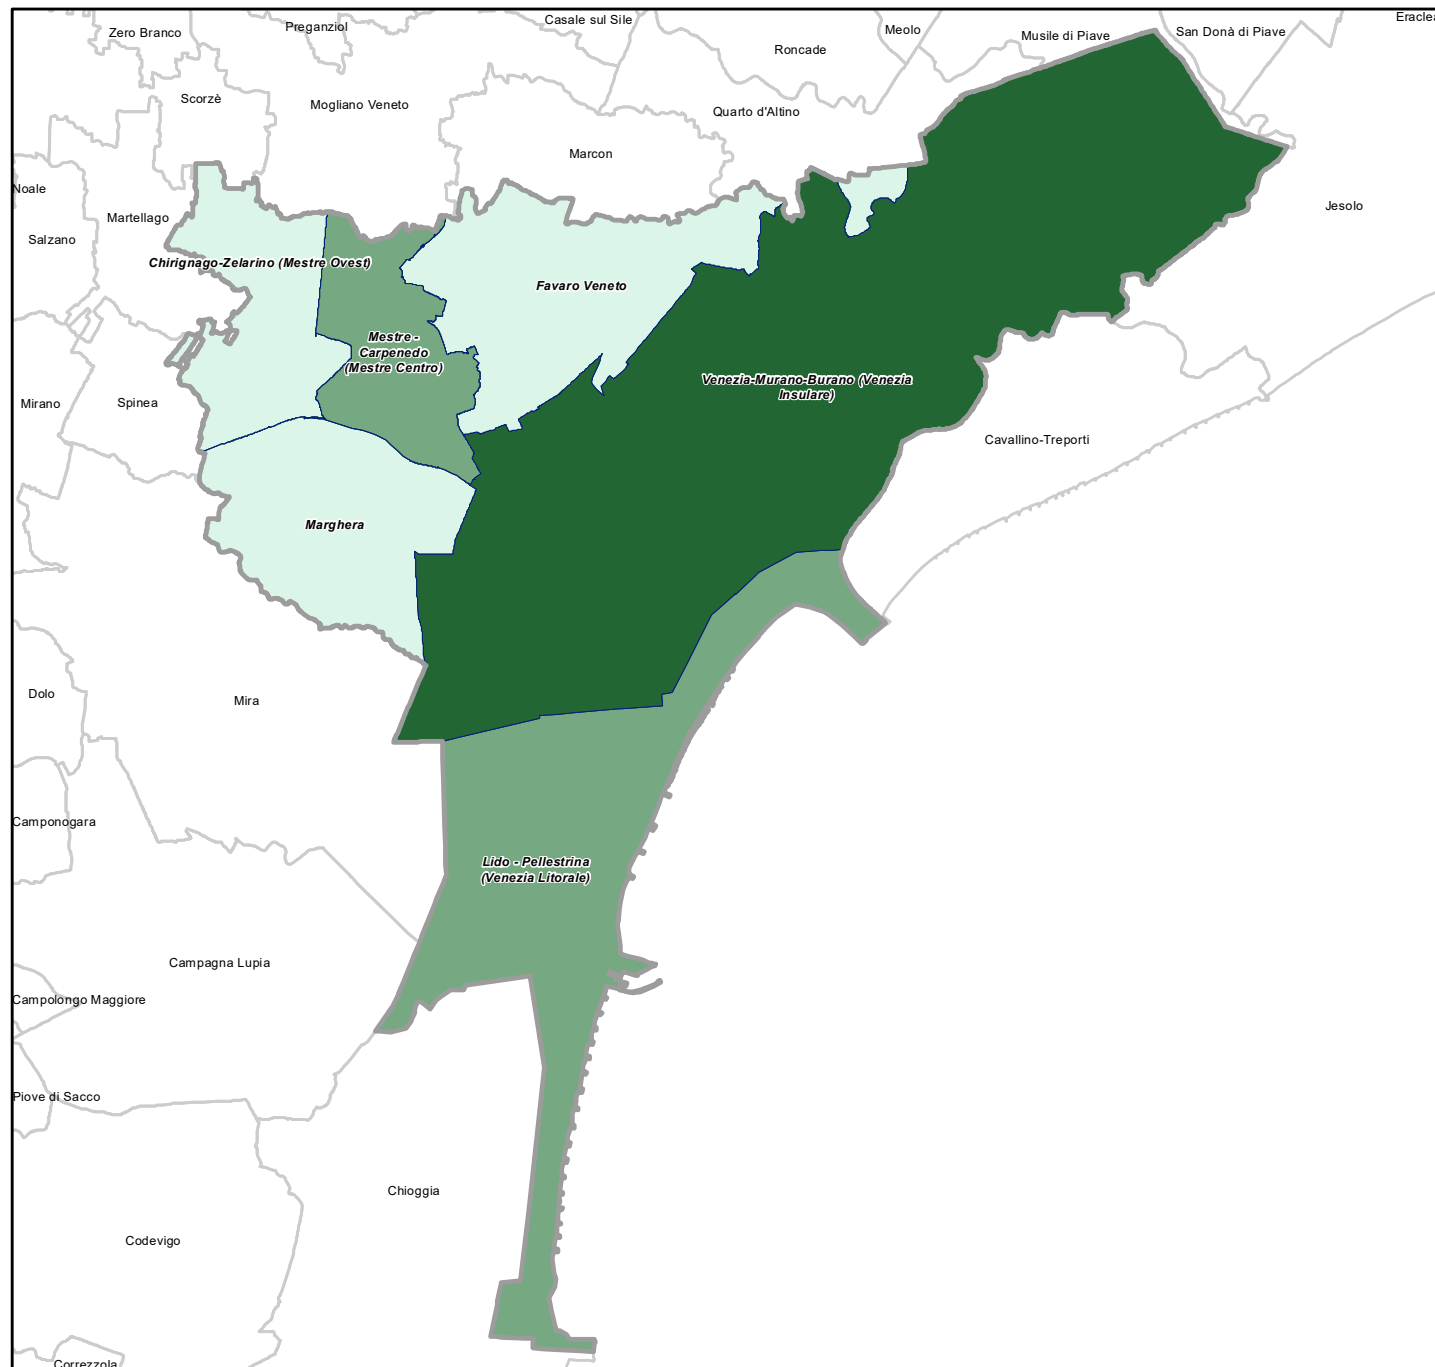 Zero Branco
Preganziol
Casale sul Sile
Meolo
Musile di Piave
San Donà di Piave
Roncade
Scorzè
Mogliano Veneto
Quarto d'Altino
Marcon
Noale
Martellago
Salzano
Jesolo
Chirignago-Zelarino (Mestre Ovest)
Favaro Veneto
Mestre -
Carpenedo
(Mestre Centro)
Venezia-Murano-Burano (Venezia
Insulare)
Mirano
Spinea
Cavallino-Treporti
Marghera
Dolo
Mira
Camponogara
Lido - Pellestrina
(Venezia Litorale)
Campagna Lupia
Campolongo Maggiore
Piove di Sacco
Chioggia
Codevigo
Correzzola